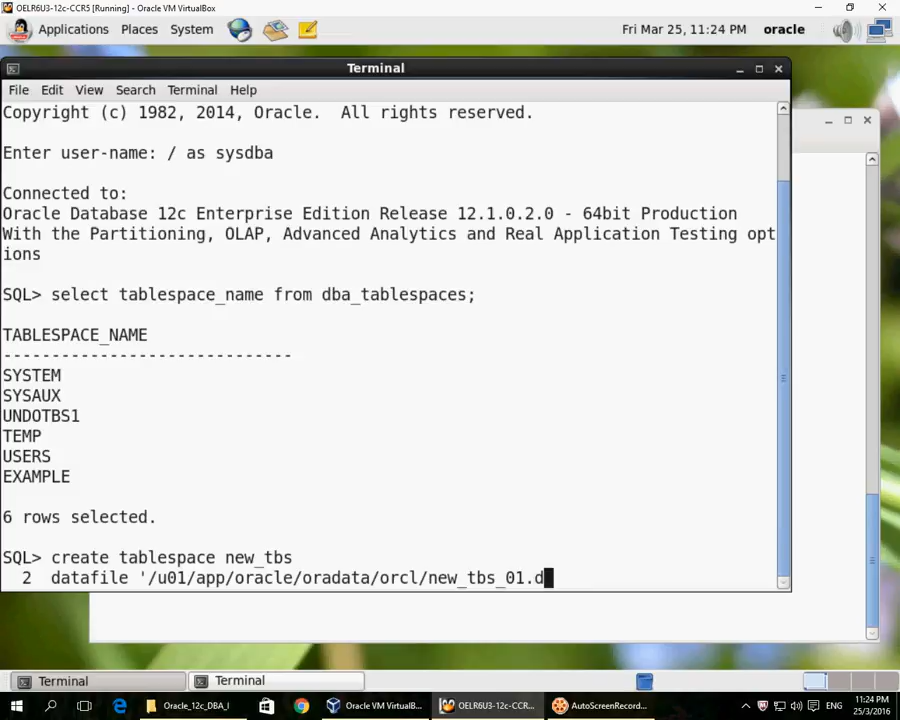 OELR6U3-12c-CCR5 [Running] - Oracle VM VirtualBox
Applications Places System Fri Mar 25, 11:24 PM oracle
Terminal
File Edit View Search Terminal Help
Copyright (c) 1982, 2014, Oracle. All rights reserved.
Enter user-name: / as sysdba
Connected to:
Oracle Database 12c Enterprise Edition Release 12.1.0.2.0 - 64bit Production
With the Partitioning, OLAP, Advanced Analytics and Real Application Testing opt
ions
SQL> select tablespace_name from dba_tablespaces;
TABLESPACE_NAME
------------------------------
SYSTEM
SYSAUX
UNDOTBS1
TEMP
USERS
EXAMPLE
6 rows selected.
SQL> create tablespace new_tbs
2 datafile '/u01/app/oracle/oradata/orcl/new_tbs_01.d
Terminal Terminal
Oracle_12c_DBA_I Oracle VM VirtualB... OELR6U3-12c-CCR... AutoScreenRecord... ENG 11:24 PM
25/3/2016